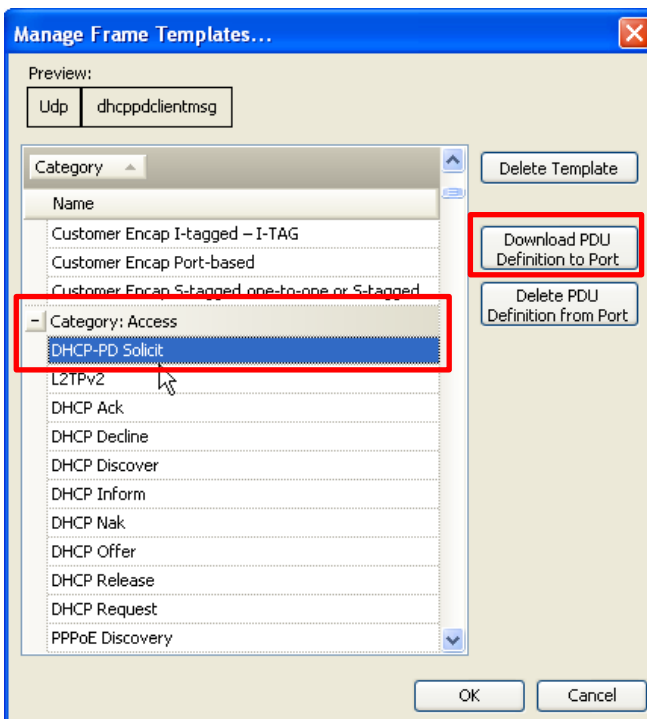 Manage Frame Templates...
Preview:
Udp dhcppdclientmsg
Category
Delete Template
Name
Customer Encap I-tagged – I-TAG
Download PDU
Definition to Port
Customer Encap Port-based
Customer Encap S-tagged one-to-one or S-tagged
Delete PDU
Definition from Port
Category: Access
DHCP-PD Solicit
L2TPv2
DHCP Ack
DHCP Decline
DHCP Discover
DHCP Inform
DHCP Nak
DHCP Offer
DHCP Release
DHCP Request
PPPoE Discovery
OK Cancel